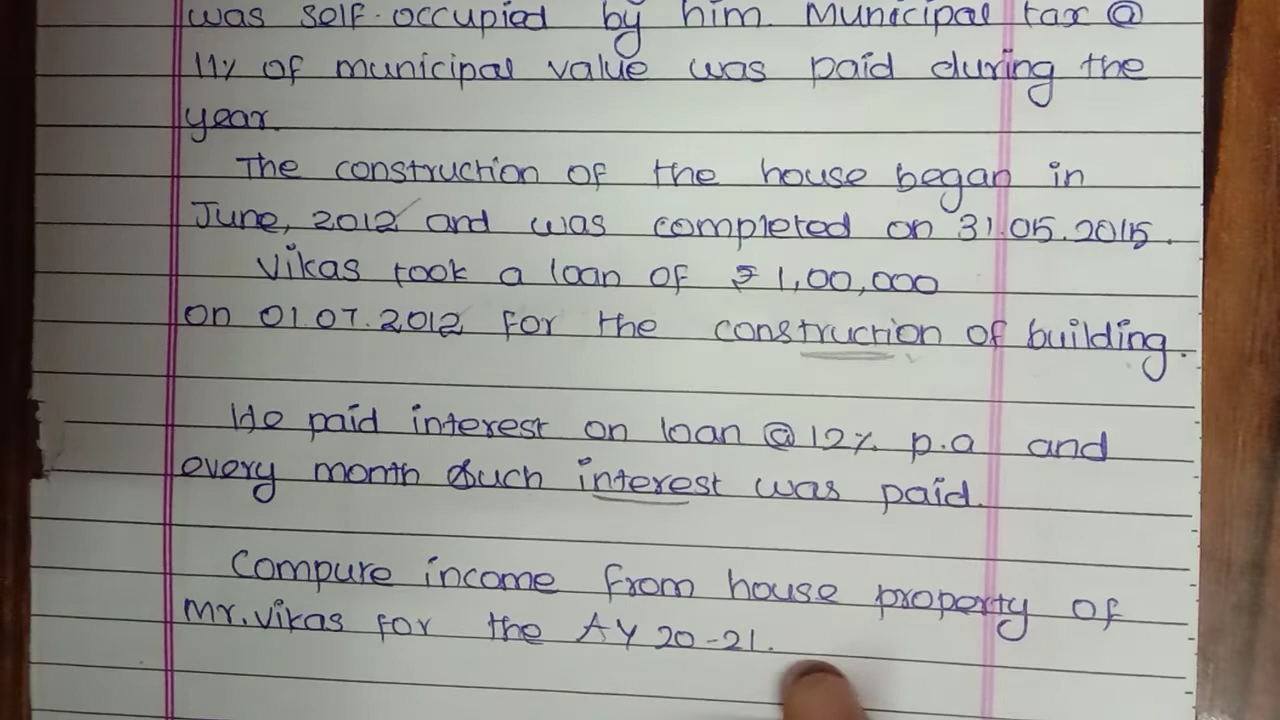 was self-occupied by him. Municipal tax @
11% of municipal value was paid during the
year.
The construction of the house began in
June, 2012 and was completed on 31.05.2015.
Vikas took a loan of ₹ 1,00,000
on 01.07.2012 for the construction of building.
He paid interest on loan @ 12% p.a and
every month such interest was paid.
Compute income from house property of
Mr. Vikas for the AY 20-21.